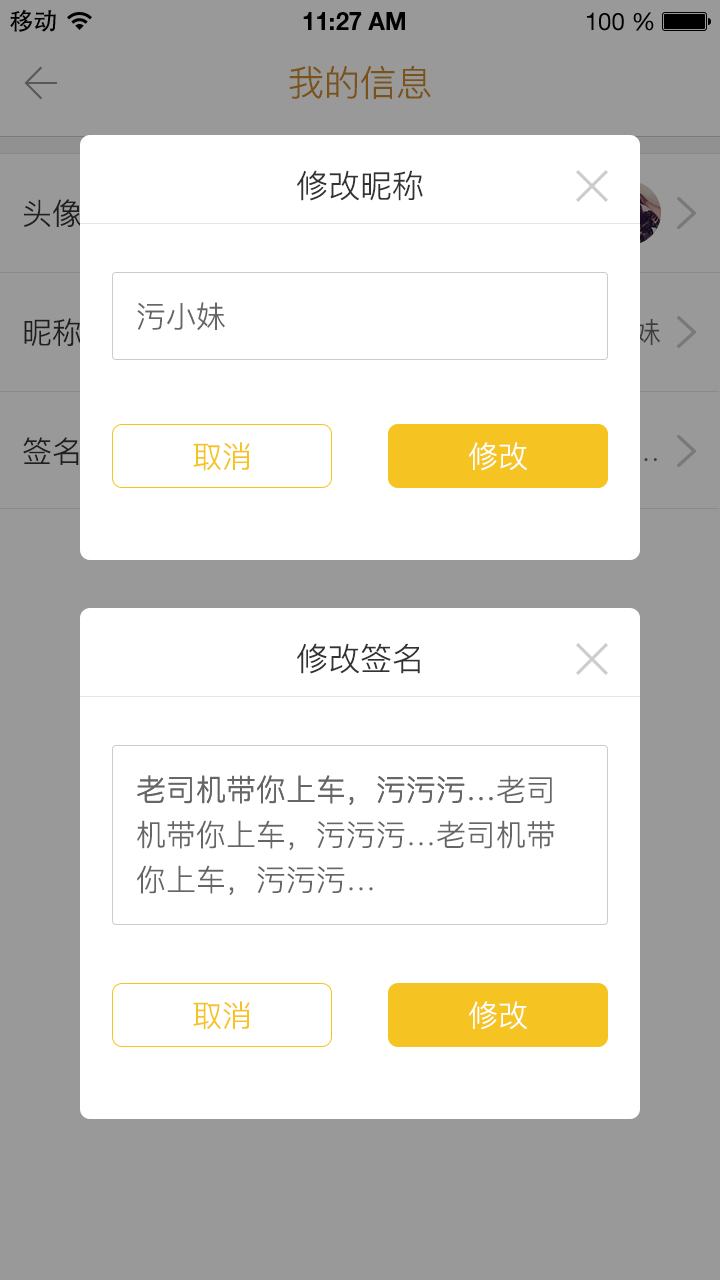 移动 11:27 AM 100 %
我的信息
修改昵称
头像
污小妹
昵称
妹
取消 修改
签名
..
修改签名
老司机带你上车，污污污...老司
机带你上车，污污污...老司机带
你上车，污污污...
取消 修改